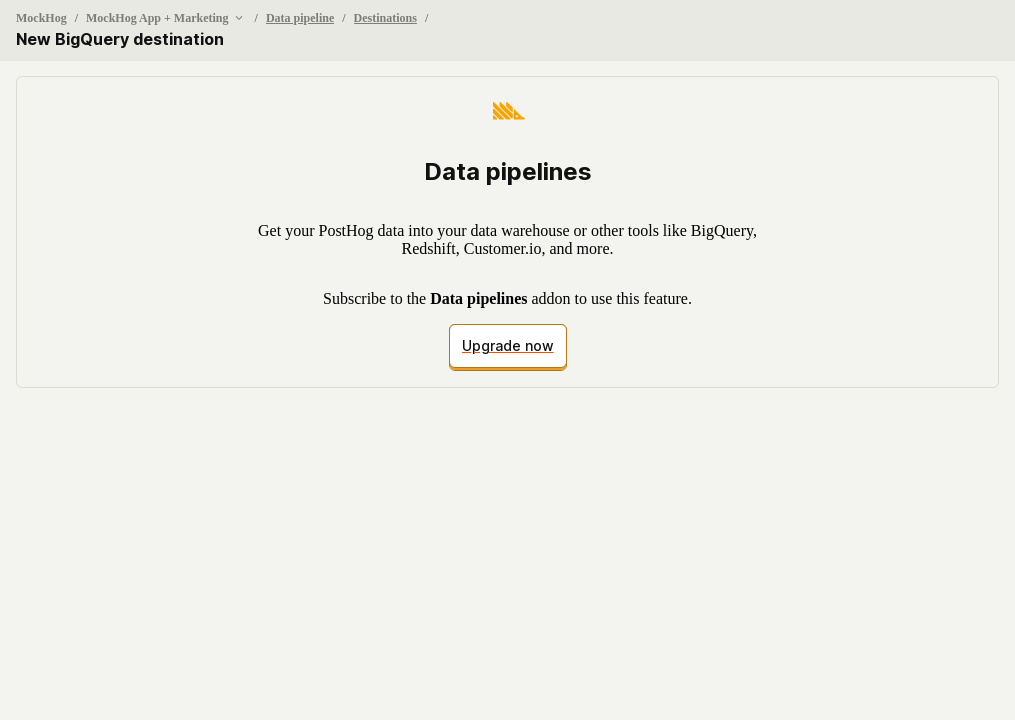 MockHog / MockHog App + Marketing / Data pipeline / Destinations /
New BigQuery destination
Data pipelines
Get your PostHog data into your data warehouse or other tools like BigQuery,
Redshift, Customer.io, and more.
Subscribe to the Data pipelines addon to use this feature.
Upgrade now